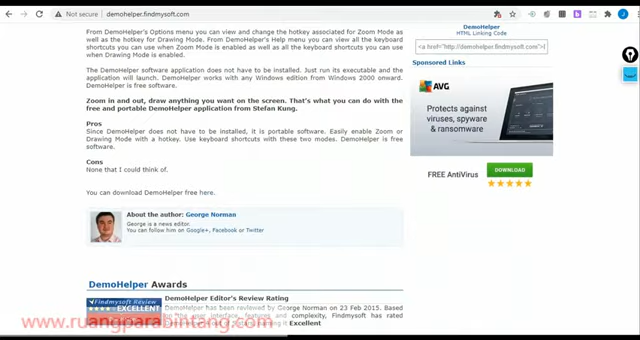 Not secure | demohelper.findmysoft.com
From DemoHelper's Options menu you can view and change the hotkey associated for Zoom Mode as
well as the hotkey for Drawing Mode. From DemoHelper's Help menu you can view all the keyboard
shortcuts you can use when Zoom Mode is enabled as well as all the keyboard shortcuts you can use
when Drawing Mode is enabled.
The DemoHelper software application does not have to be installed. Just run its executable and the
application will launch. DemoHelper works with any Windows edition from Windows 2000 onward.
DemoHelper is free software.
Zoom in and out, draw anything you want on the screen. That's what you can do with the
free and portable DemoHelper application from Stefan Kung.
Pros
Since DemoHelper does not have to be installed, it is portable software. Easily enable Zoom or
Drawing Mode with a hotkey. Use keyboard shortcuts with these two modes. DemoHelper is free
software.
Cons
None that I could think of.
You can download DemoHelper free here.
About the author: George Norman
George is a news editor.
You can follow him on Google+, Facebook or Twitter
DemoHelper Awards
Findmysoft Review
EXCELLENT
DemoHelper Editor's Review Rating
DemoHelper has been reviewed by George Norman on 23 Feb 2015. Based
on the user interface, features and complexity, Findmysoft has rated
it Excellent
www.ruangparabintang.com
DemoHelper
HTML Linking Code
<a href="http://demohelper.findmysoft.com">
Sponsored Links
AVG
Protects against
viruses, spyware
& ransomware
FREE AntiVirus
DOWNLOAD